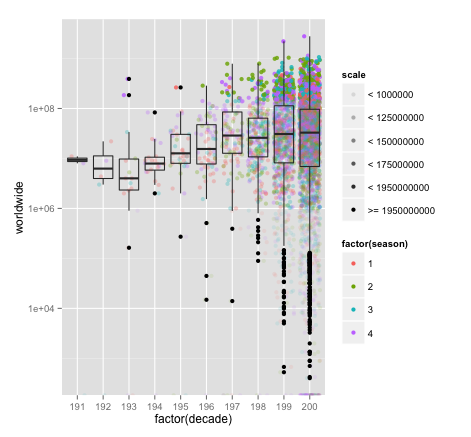 worldwide
1e+08
1e+06
1e+04
191 192 193 194 195 196 197 198 199 200
factor(decade)
scale
< 1000000
< 125000000
< 150000000
< 175000000
< 1950000000
>= 1950000000
factor(season)
1
2
3
4